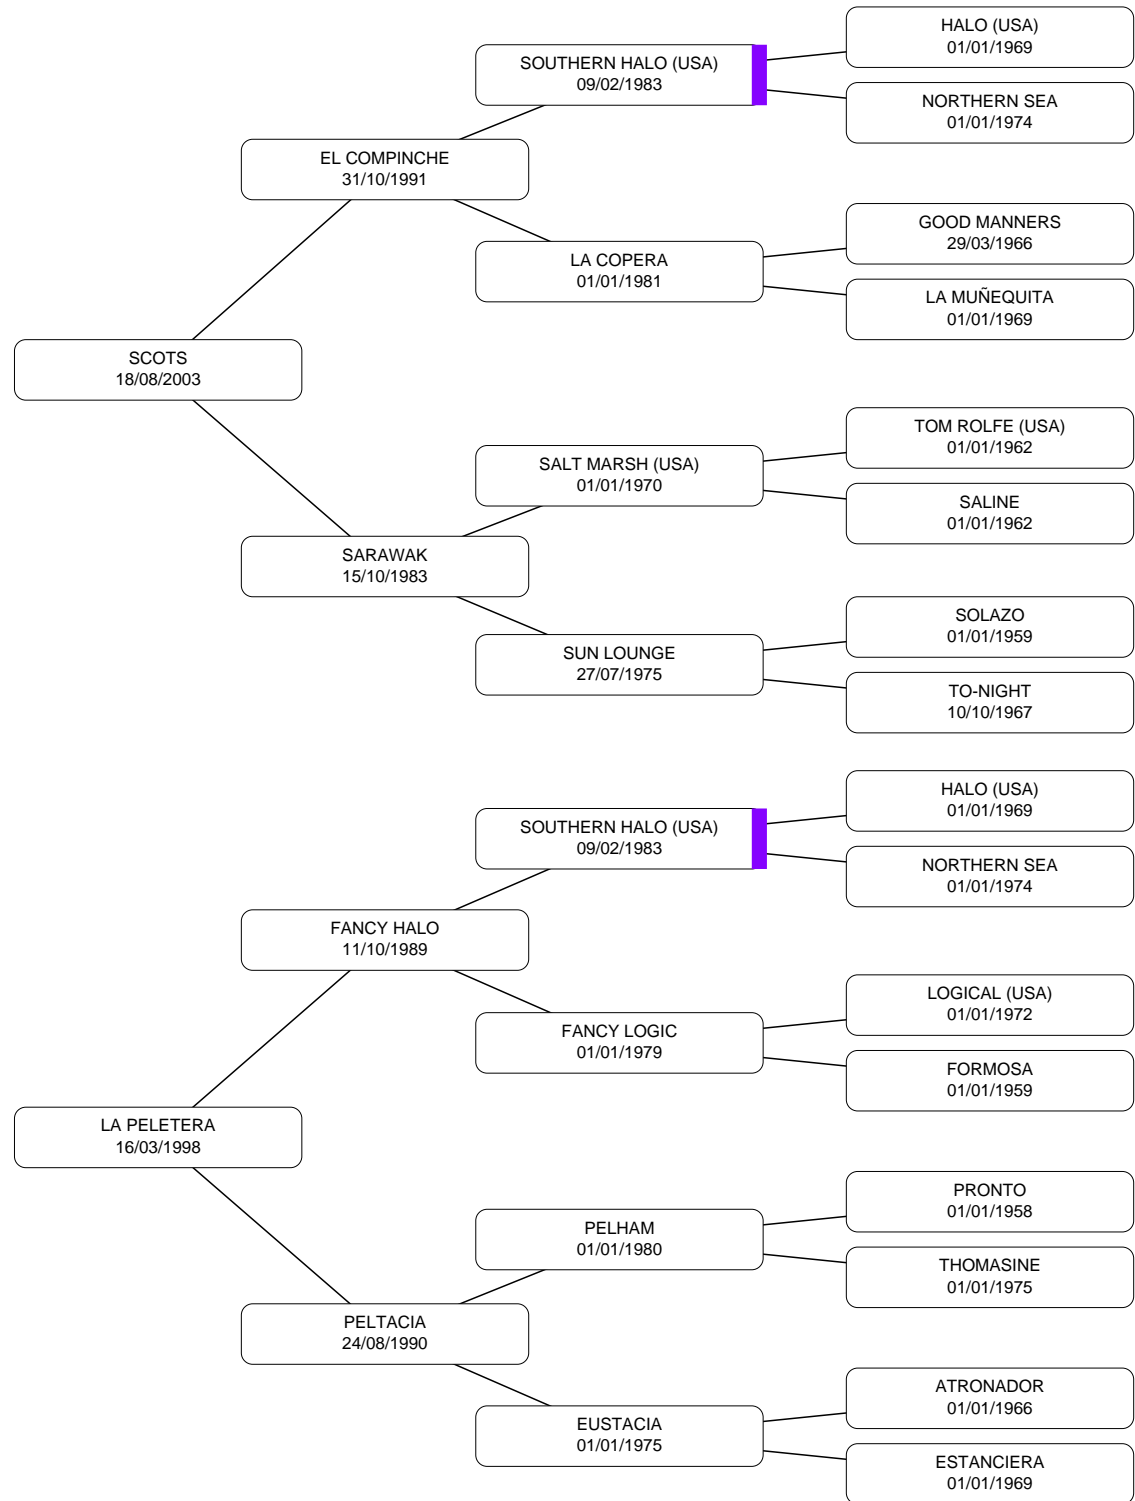 HALO (USA)
01/01/1969
SOUTHERN HALO (USA)
09/02/1983
NORTHERN SEA
01/01/1974
EL COMPINCHE
31/10/1991
GOOD MANNERS
29/03/1966
LA COPERA
01/01/1981
LA MUÑEQUITA
01/01/1969
SCOTS
18/08/2003
TOM ROLFE (USA)
01/01/1962
SALT MARSH (USA)
01/01/1970
SALINE
01/01/1962
SARAWAK
15/10/1983
SOLAZO
01/01/1959
SUN LOUNGE
27/07/1975
TO-NIGHT
10/10/1967
HALO (USA)
01/01/1969
SOUTHERN HALO (USA)
09/02/1983
NORTHERN SEA
01/01/1974
FANCY HALO
11/10/1989
LOGICAL (USA)
01/01/1972
FANCY LOGIC
01/01/1979
FORMOSA
01/01/1959
LA PELETERA
16/03/1998
PRONTO
01/01/1958
PELHAM
01/01/1980
THOMASINE
01/01/1975
PELTACIA
24/08/1990
ATRONADOR
01/01/1966
EUSTACIA
01/01/1975
ESTANCIERA
01/01/1969